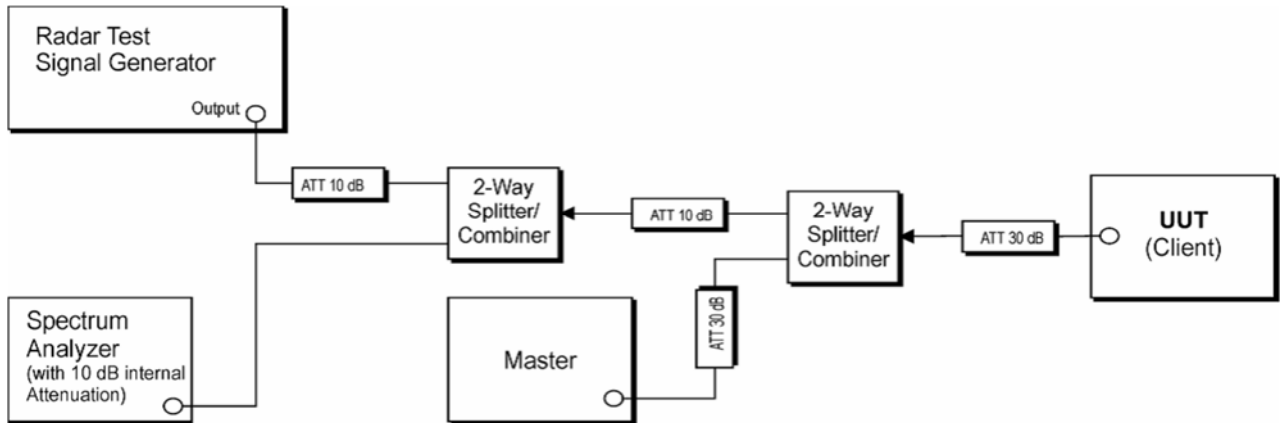 Radar Test
Signal Generator
Output
ATT 10 dB
2-Way
Splitter/
Combiner
ATT 10 dB
2-Way
Splitter/
Combiner
ATT 30 dB
UUT
(Client)
Spectrum
Analyzer
(with 10 dB internal
Attenuation)
Master
ATT 30 dB